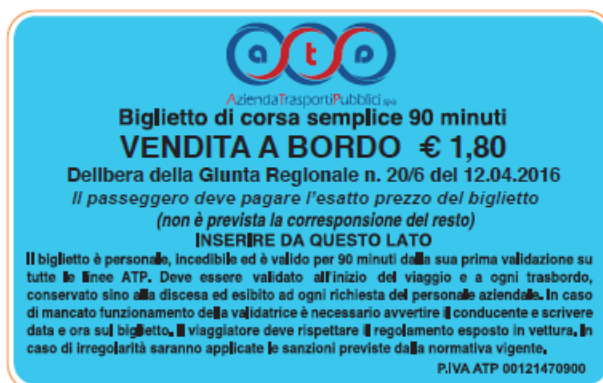 atp
AziendaTrasportiPubblici spa
Biglietto di corsa semplice 90 minuti
VENDITA A BORDO € 1,80
Delibera della Giunta Regionale n. 20/6 del 12.04.2016
Il passeggero deve pagare l'esatto prezzo del biglietto
(non è prevista la corresponsione del resto)
INSERIRE DA QUESTO LATO
Il biglietto è personale, incedibile ed è valido per 90 minuti dalla sua prima validazione su
tutte le linee ATP. Deve essere validato all'inizio del viaggio e a ogni trasbordo,
conservato sino alla discesa ed esibito ad ogni richiesta del personale aziendale. In caso
di mancato funzionamento della validatrice è necessario avvertire il conducente e scrivere
data e ora sul biglietto. Il viaggiatore deve rispettare il regolamento esposto in vettura. In
caso di irregolarità saranno applicate le sanzioni previste dalla normativa vigente.
P.IVA ATP 00121470900